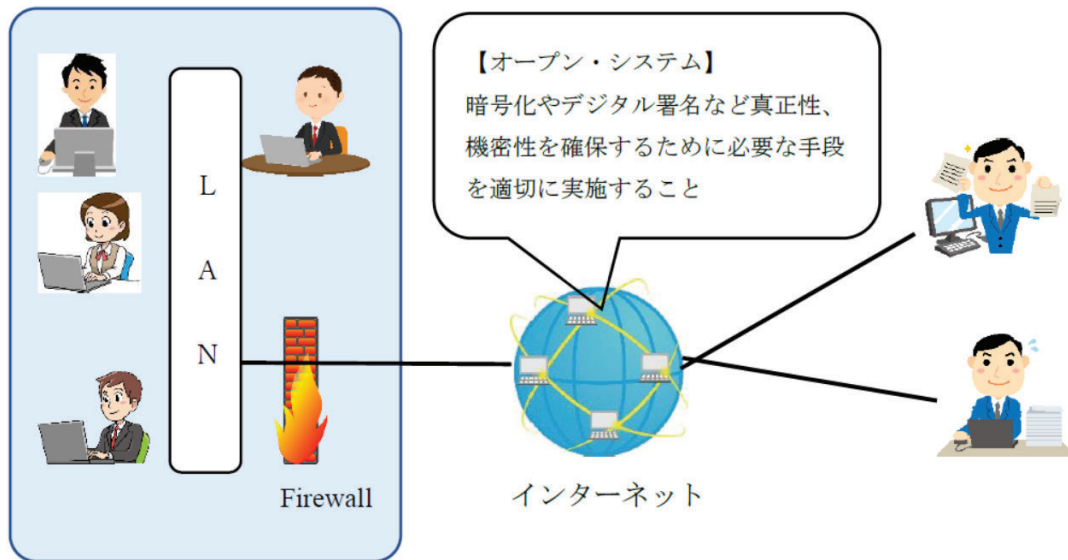 LAN
Firewall
【オープン・システム】
暗号化やデジタル署名など真正性、
機密性を確保するために必要な手段
を適切に実施すること
インターネット